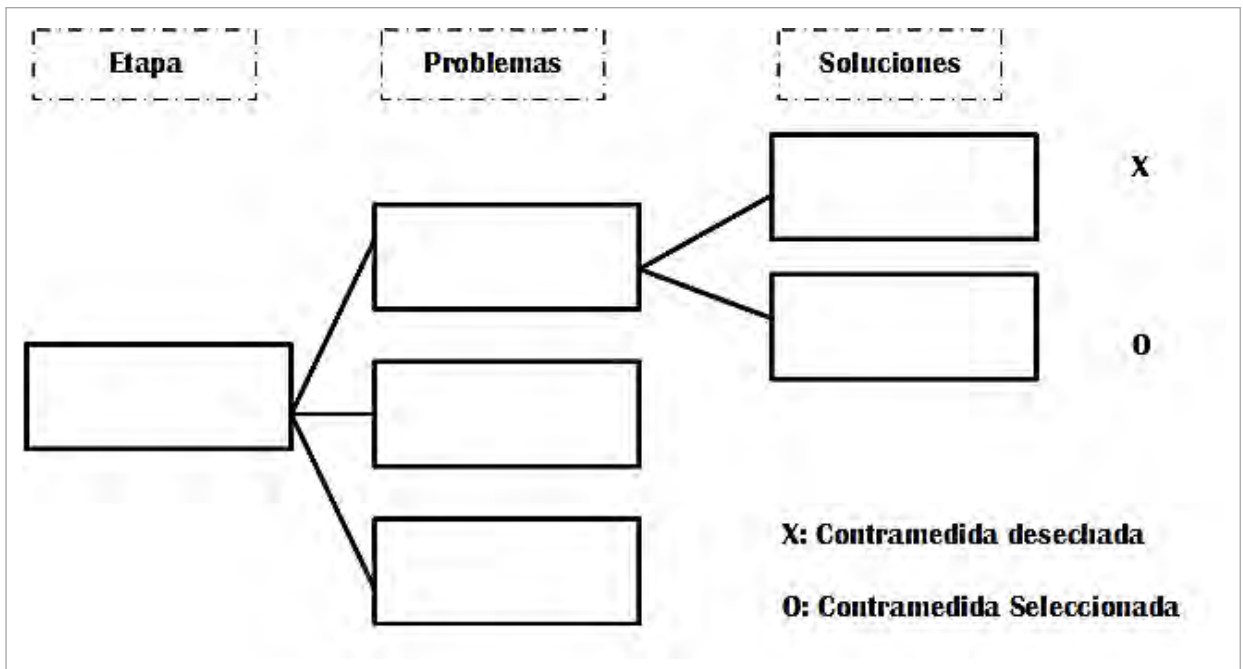 Etapa
Problemas
Soluciones
X
O
X: Contramedida desechada
O: Contramedida Seleccionada